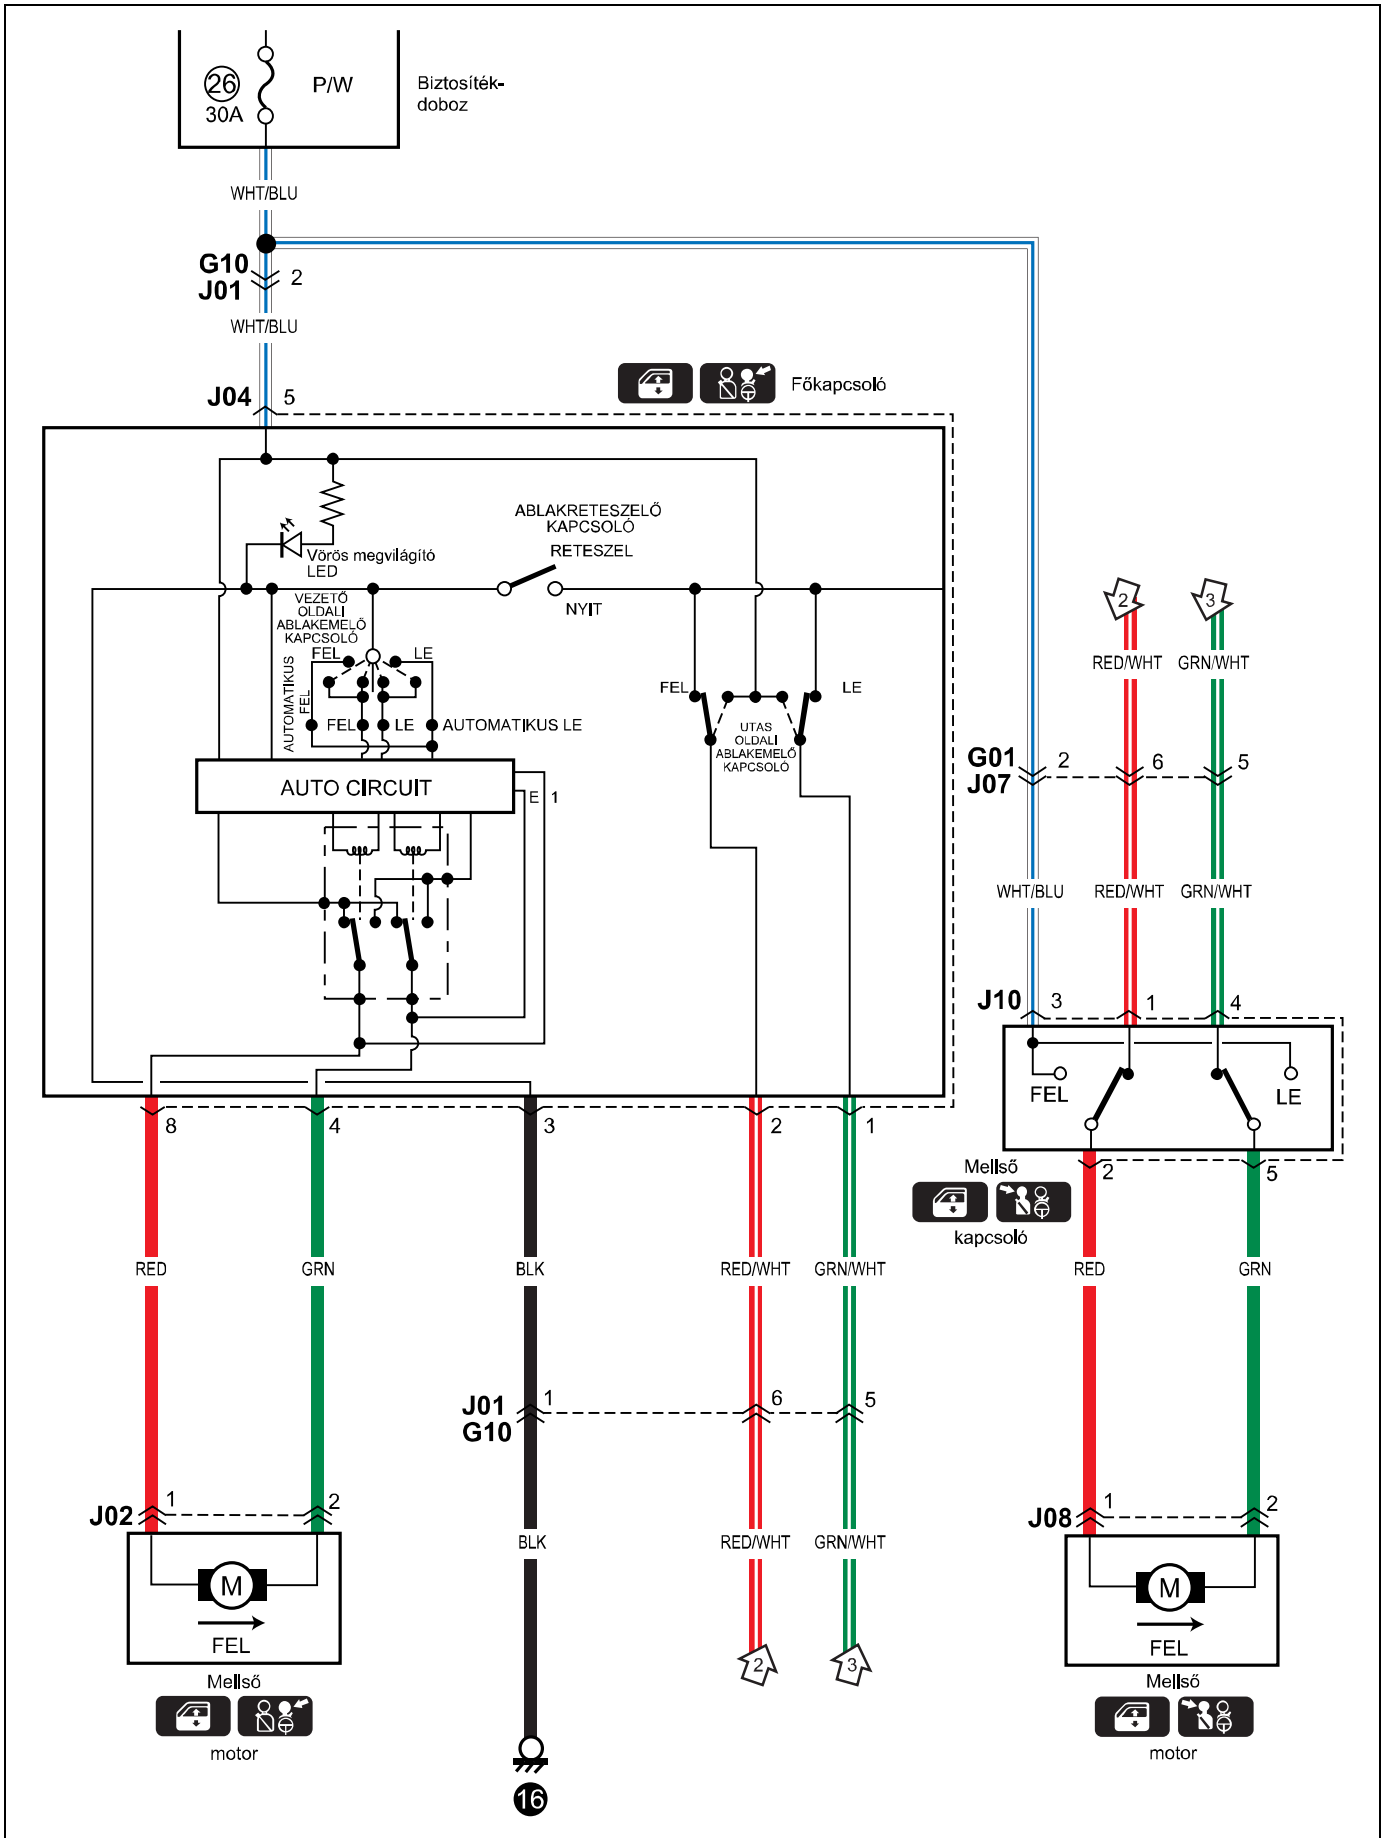 26
30A
P/W
Biztosíték-
doboz
WHT/BLU
G10
J01
2
WHT/BLU
J04
5
Főkapcsoló
ABLAKRETESZELŐ
KAPCSOLÓ
RETESZEL
NYIT
Vörös megvilágító
LED
VEZETŐ
OLDALI
ABLAKEMELŐ
KAPCSOLÓ
FEL
LE
AUTOMATIKUS
FEL
FEL
LE
AUTOMATIKUS LE
AUTO CIRCUIT
E
1
FEL
LE
UTAS
OLDALI
ABLAKEMELŐ
KAPCSOLÓ
2
3
RED/WHT
GRN/WHT
G01
J07
2
6
5
WHT/BLU
RED/WHT
GRN/WHT
J10
3
1
4
FEL
LE
8
4
3
2
1
2
5
Mellső
kapcsoló
RED
GRN
BLK
RED/WHT
GRN/WHT
RED
GRN
J01
G10
1
6
5
J02
1
2
J08
1
2
BLK
RED/WHT
GRN/WHT
M
FEL
M
FEL
2
3
Mellső
motor
Mellső
motor
16